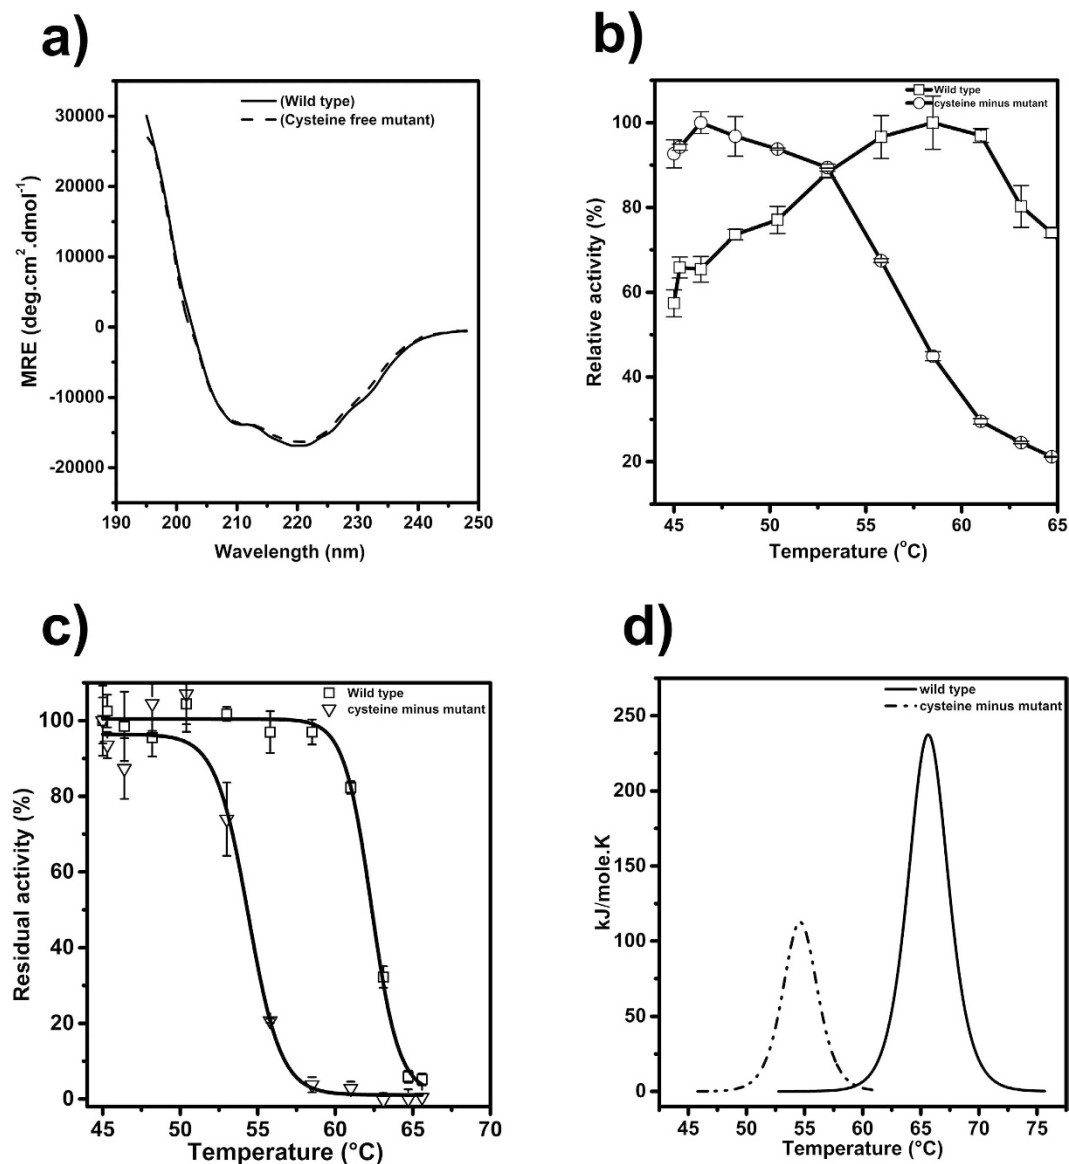 a)
(Wild type)
(Cysteine free mutant)
30000
20000
10000
0
-10000
-20000
190 200 210 220 230 240 250
MRE (deg.cm².dmol⁻¹)
Wavelength (nm)
b)
Wild type
cysteine minus mutant
100
80
60
40
20
45 50 55 60 65
Relative activity (%)
Temperature (°C)
c)
Wild type
cysteine minus mutant
100
80
60
40
20
0
45 50 55 60 65 70
Residual activity (%)
Temperature (°C)
d)
wild type
cysteine minus mutant
250
200
150
100
50
0
45 50 55 60 65 70 75
kJ/mole.K
Temperature (°C)